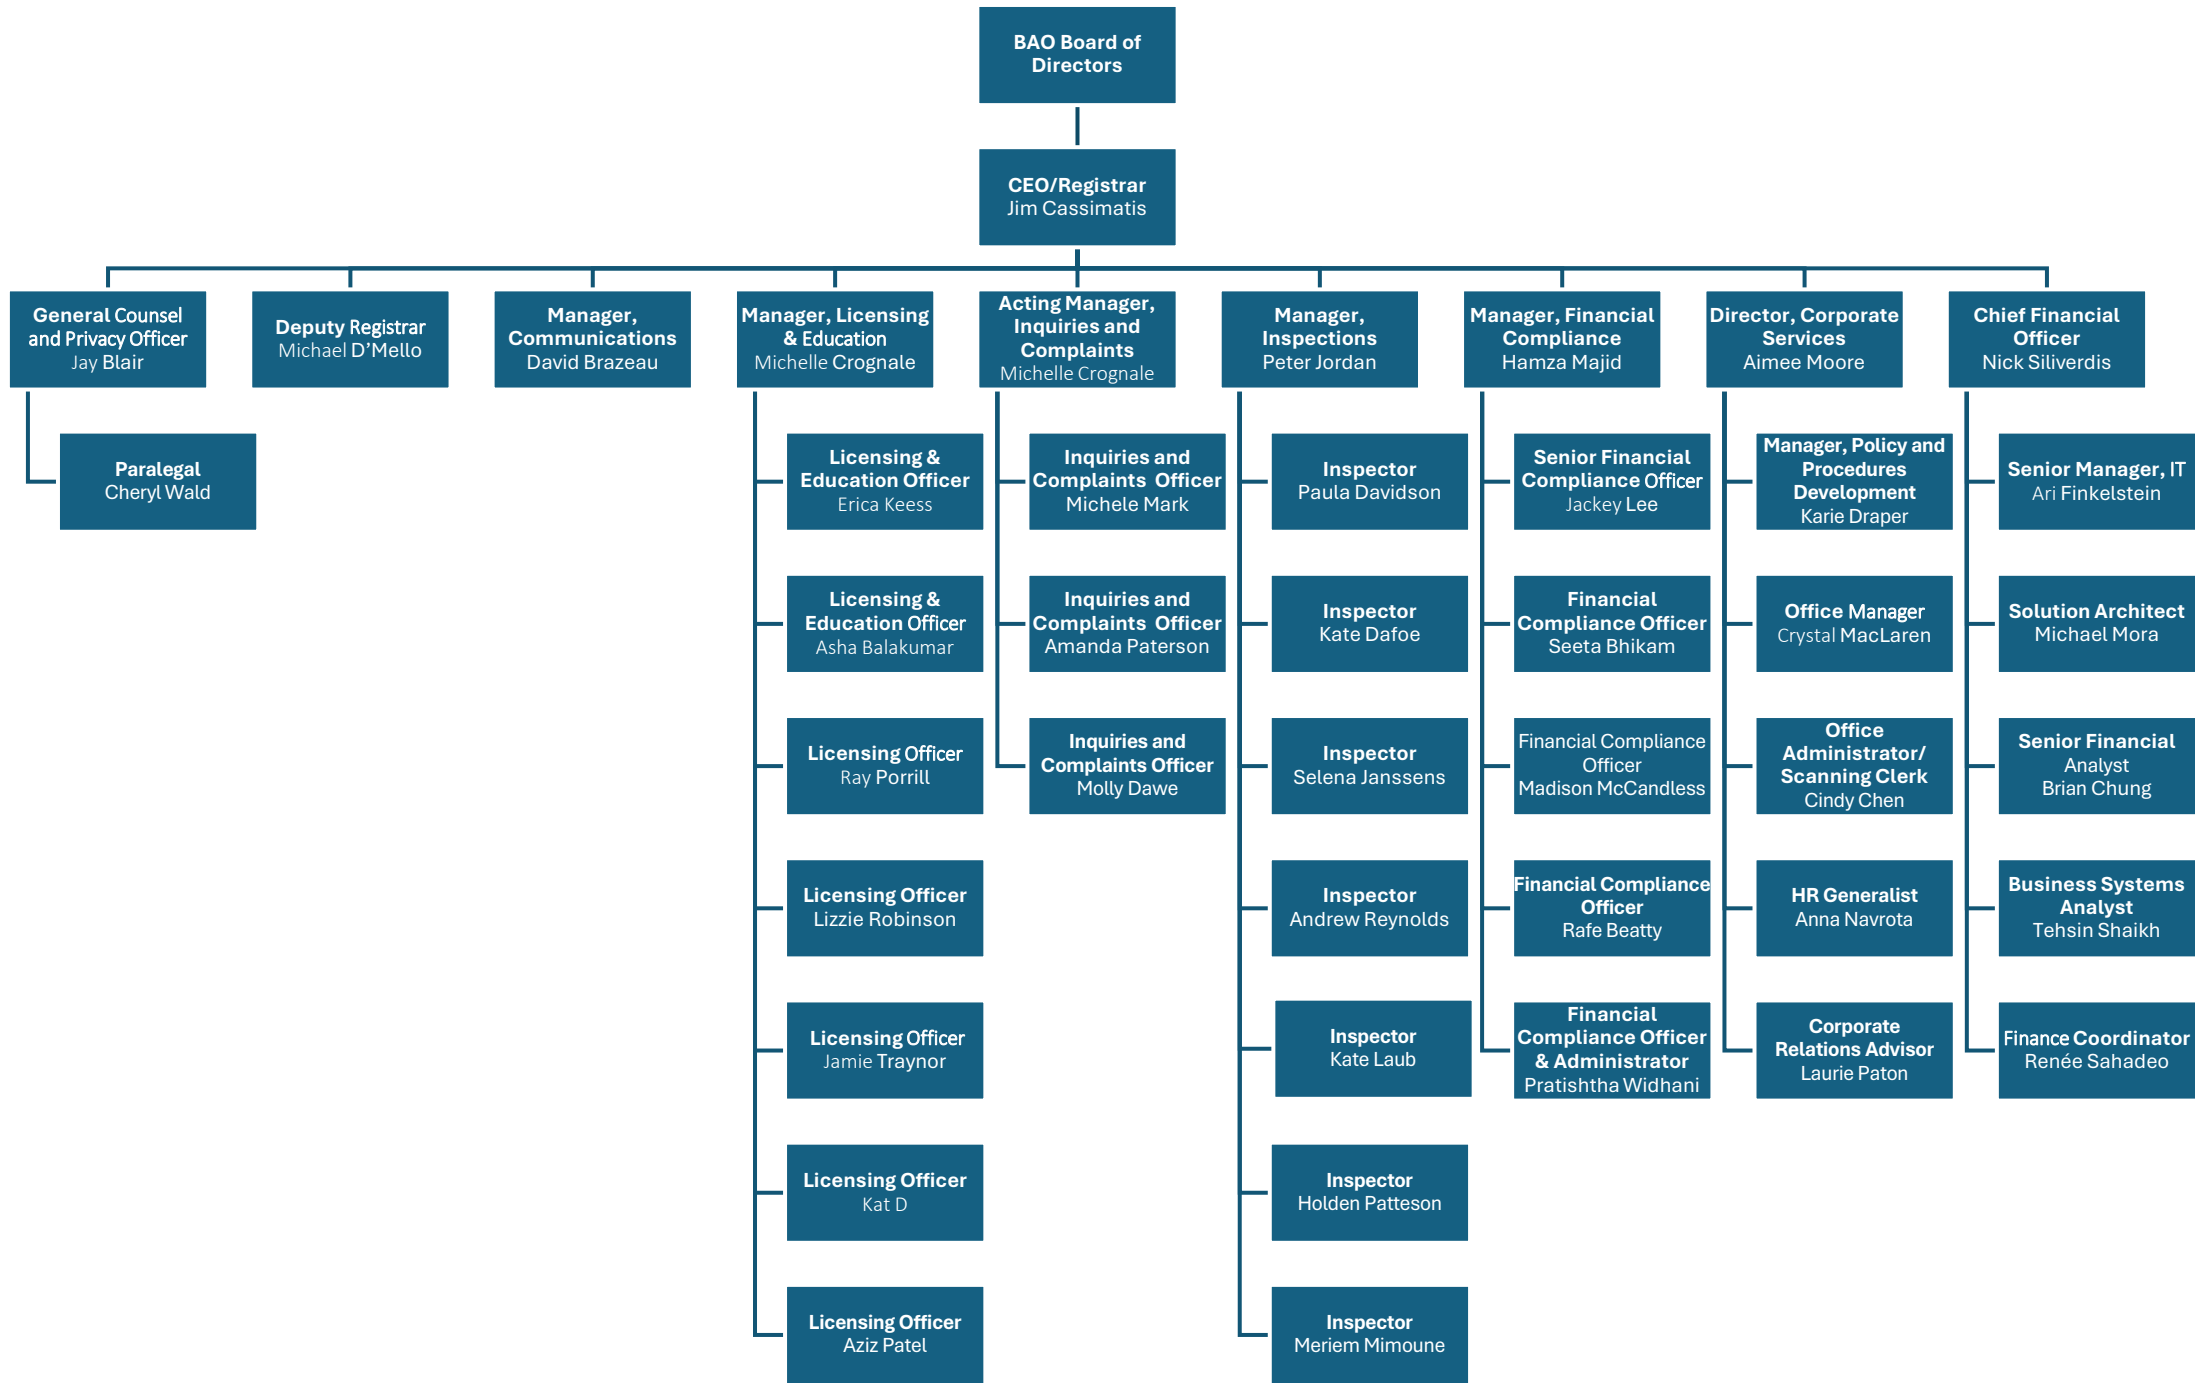 BAO Board of
Directors
CEO/Registrar
Jim Cassimatis
General Counsel
and Privacy Officer
Jay Blair
Deputy Registrar
Michael D’Mello
Manager,
Communications
David Brazeau
Manager, Licensing
& Education
Michelle Crognale
Acting Manager,
Inquiries and
Complaints
Michelle Crognale
Manager,
Inspections
Peter Jordan
Manager, Financial
Compliance
Hamza Majid
Director, Corporate
Services
Aimee Moore
Chief Financial
Officer
Nick Siliverdis
Paralegal
Cheryl Wald
Licensing &
Education Officer
Erica Keess
Licensing &
Education Officer
Asha Balakumar
Licensing Officer
Ray Porrill
Licensing Officer
Lizzie Robinson
Licensing Officer
Jamie Traynor
Licensing Officer
Kat D
Licensing Officer
Aziz Patel
Inquiries and
Complaints Officer
Michele Mark
Inquiries and
Complaints Officer
Amanda Paterson
Inquiries and
Complaints Officer
Molly Dawe
Inspector
Paula Davidson
Inspector
Kate Dafoe
Inspector
Selena Janssens
Inspector
Andrew Reynolds
Inspector
Kate Laub
Inspector
Holden Patteson
Inspector
Meriem Mimoune
Senior Financial
Compliance Officer
Jackey Lee
Financial
Compliance Officer
Seeta Bhikam
Financial Compliance
Officer
Madison McCandless
Financial Compliance
Officer
Rafe Beatty
Financial
Compliance Officer
& Administrator
Pratishtha Widhani
Manager, Policy and
Procedures
Development
Karie Draper
Office Manager
Crystal MacLaren
Office
Administrator/
Scanning Clerk
Cindy Chen
HR Generalist
Anna Navrota
Corporate
Relations Advisor
Laurie Paton
Senior Manager, IT
Ari Finkelstein
Solution Architect
Michael Mora
Senior Financial
Analyst
Brian Chung
Business Systems
Analyst
Tehsin Shaikh
Finance Coordinator
Renée Sahadeo